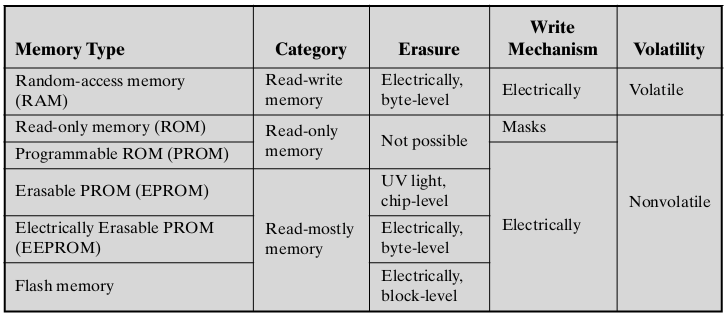 Memory Type
Category
Erasure
Write
Mechanism
Volatility
Random-access memory
(RAM)
Read-write
memory
Electrically,
byte-level
Electrically
Volatile
Read-only memory (ROM)
Read-only
memory
Not possible
Masks
Nonvolatile
Programmable ROM (PROM)
Electrically
Erasable PROM (EPROM)
Read-mostly
memory
UV light,
chip-level
Electrically Erasable PROM
(EEPROM)
Electrically,
byte-level
Flash memory
Electrically,
block-level